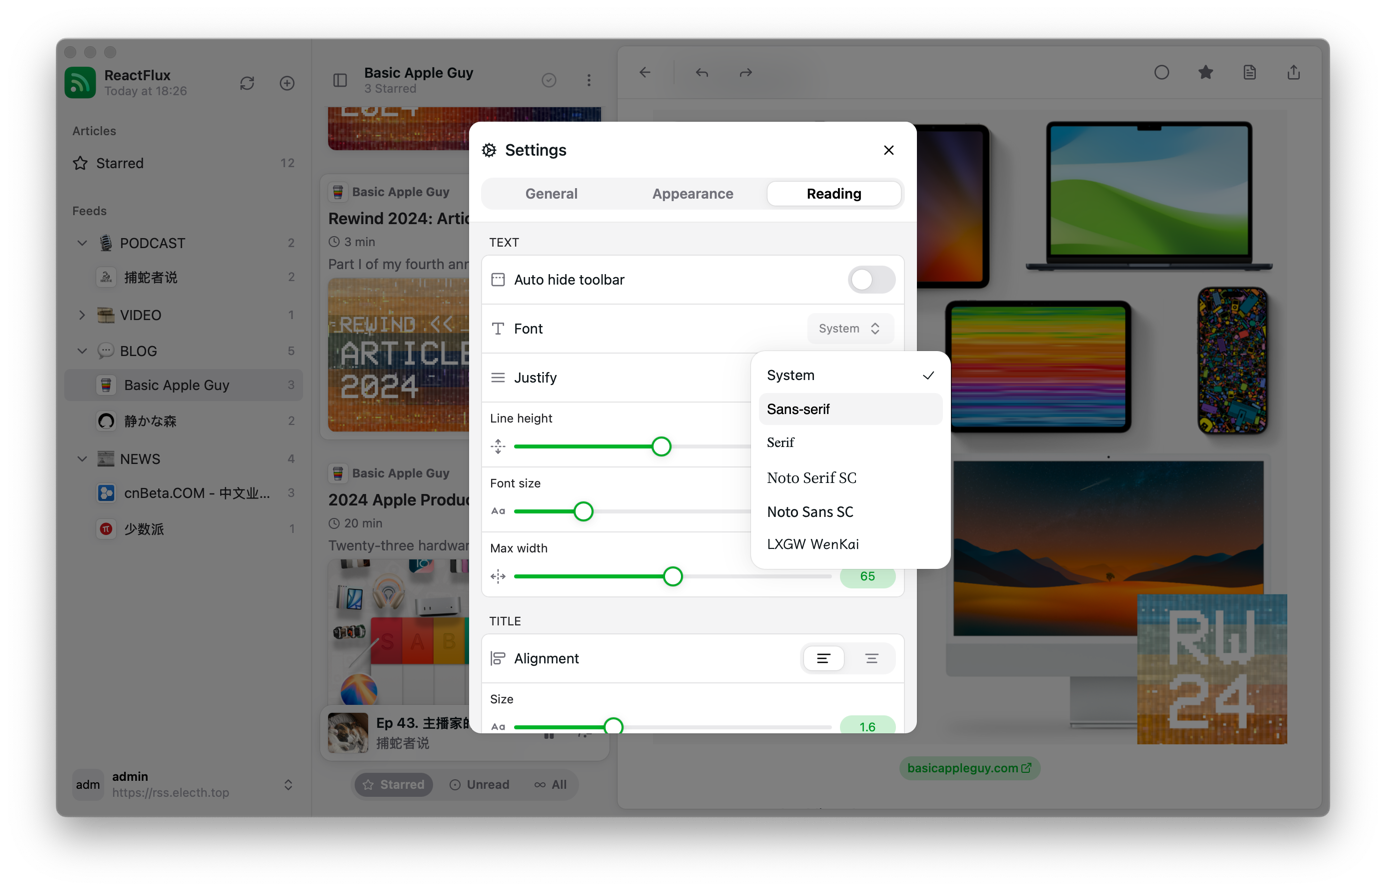 ReactFlux
Today at 18:26
Articles
Starred
12
Feeds
PODCAST
2
捕蛇者说
2
VIDEO
1
BLOG
5
Basic Apple Guy
3
静かな森
2
NEWS
4
cnBeta.COM - 中文业...
3
少数派
1
adm
admin
https://rss.electh.top
Basic Apple Guy
3 Starred
2024
Basic Apple Guy
Rewind 2024: Artic
3 min
Part I of my fourth ann
REWIND <<
ARTICLE
2024
Basic Apple Guy
2024 Apple Produc
20 min
Twenty-three hardwar
S A B
Ep 43. 主播家的
捕蛇者说
Starred
Unread
All
Settings
General
Appearance
Reading
TEXT
Auto hide toolbar
Font
System
Justify
Line height
Font size
Aa
Max width
65
System
Sans-serif
Serif
Noto Serif SC
Noto Sans SC
LXGW WenKai
TITLE
Alignment
Size
Aa
1.6
RW
24
basicappleguy.com